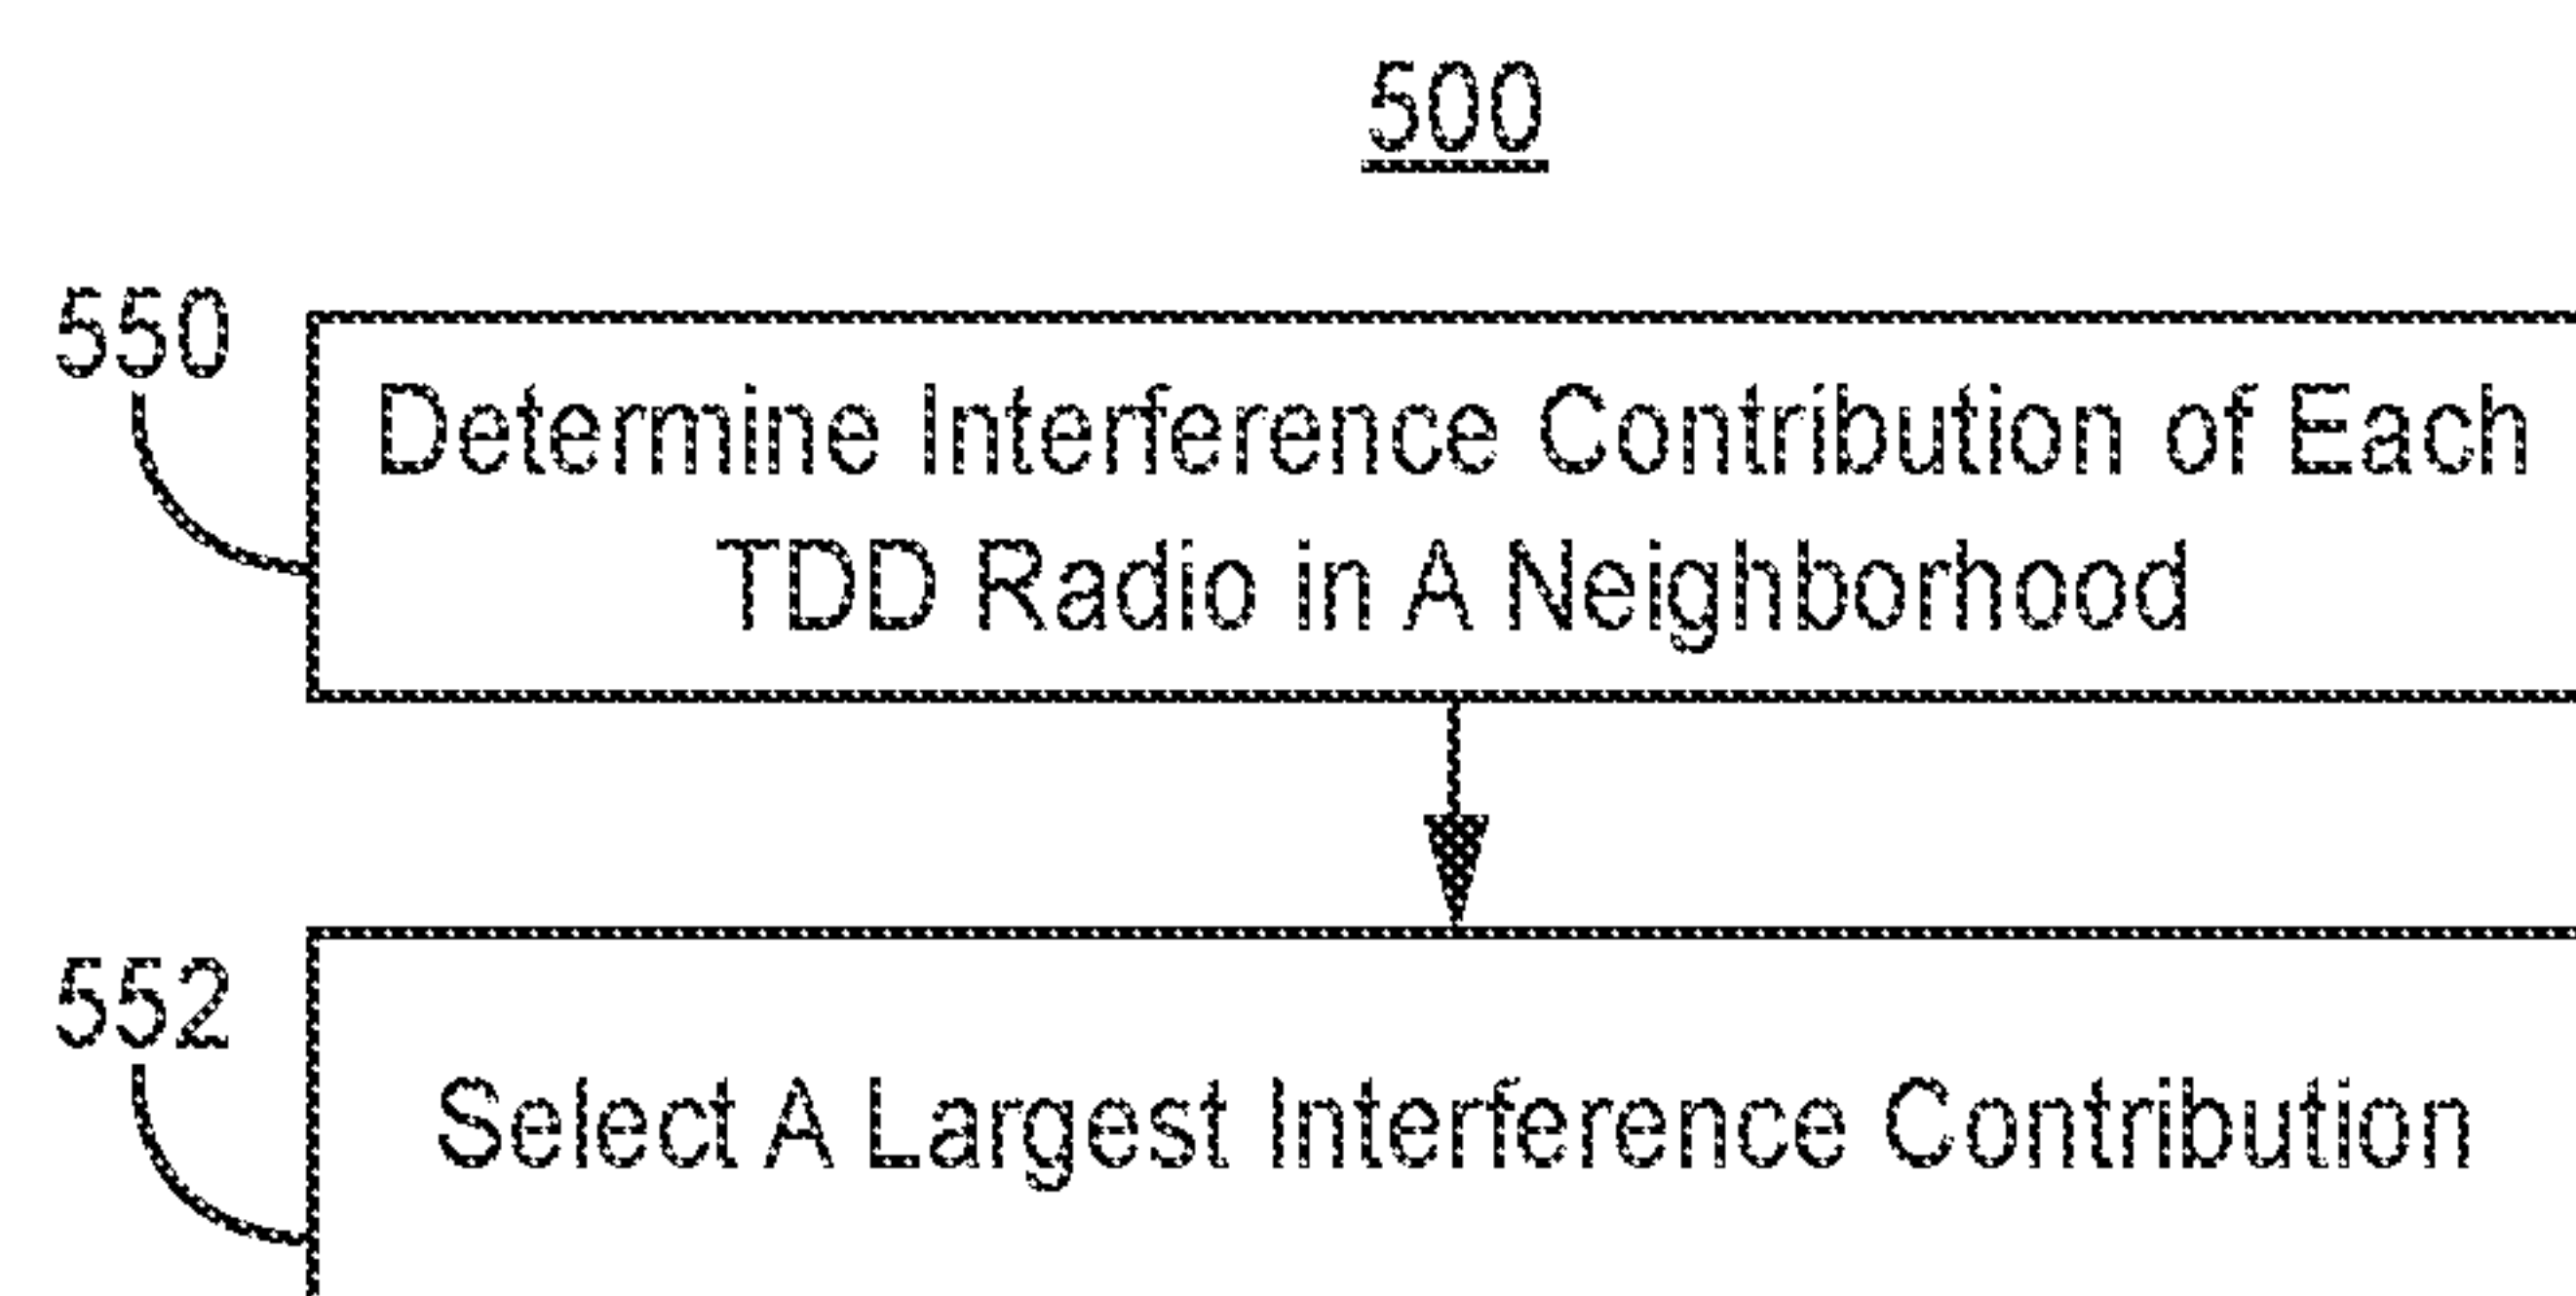 500
550
Determine Interference Contribution of Each
TDD Radio in A Neighborhood
552
Select A Largest Interference Contribution